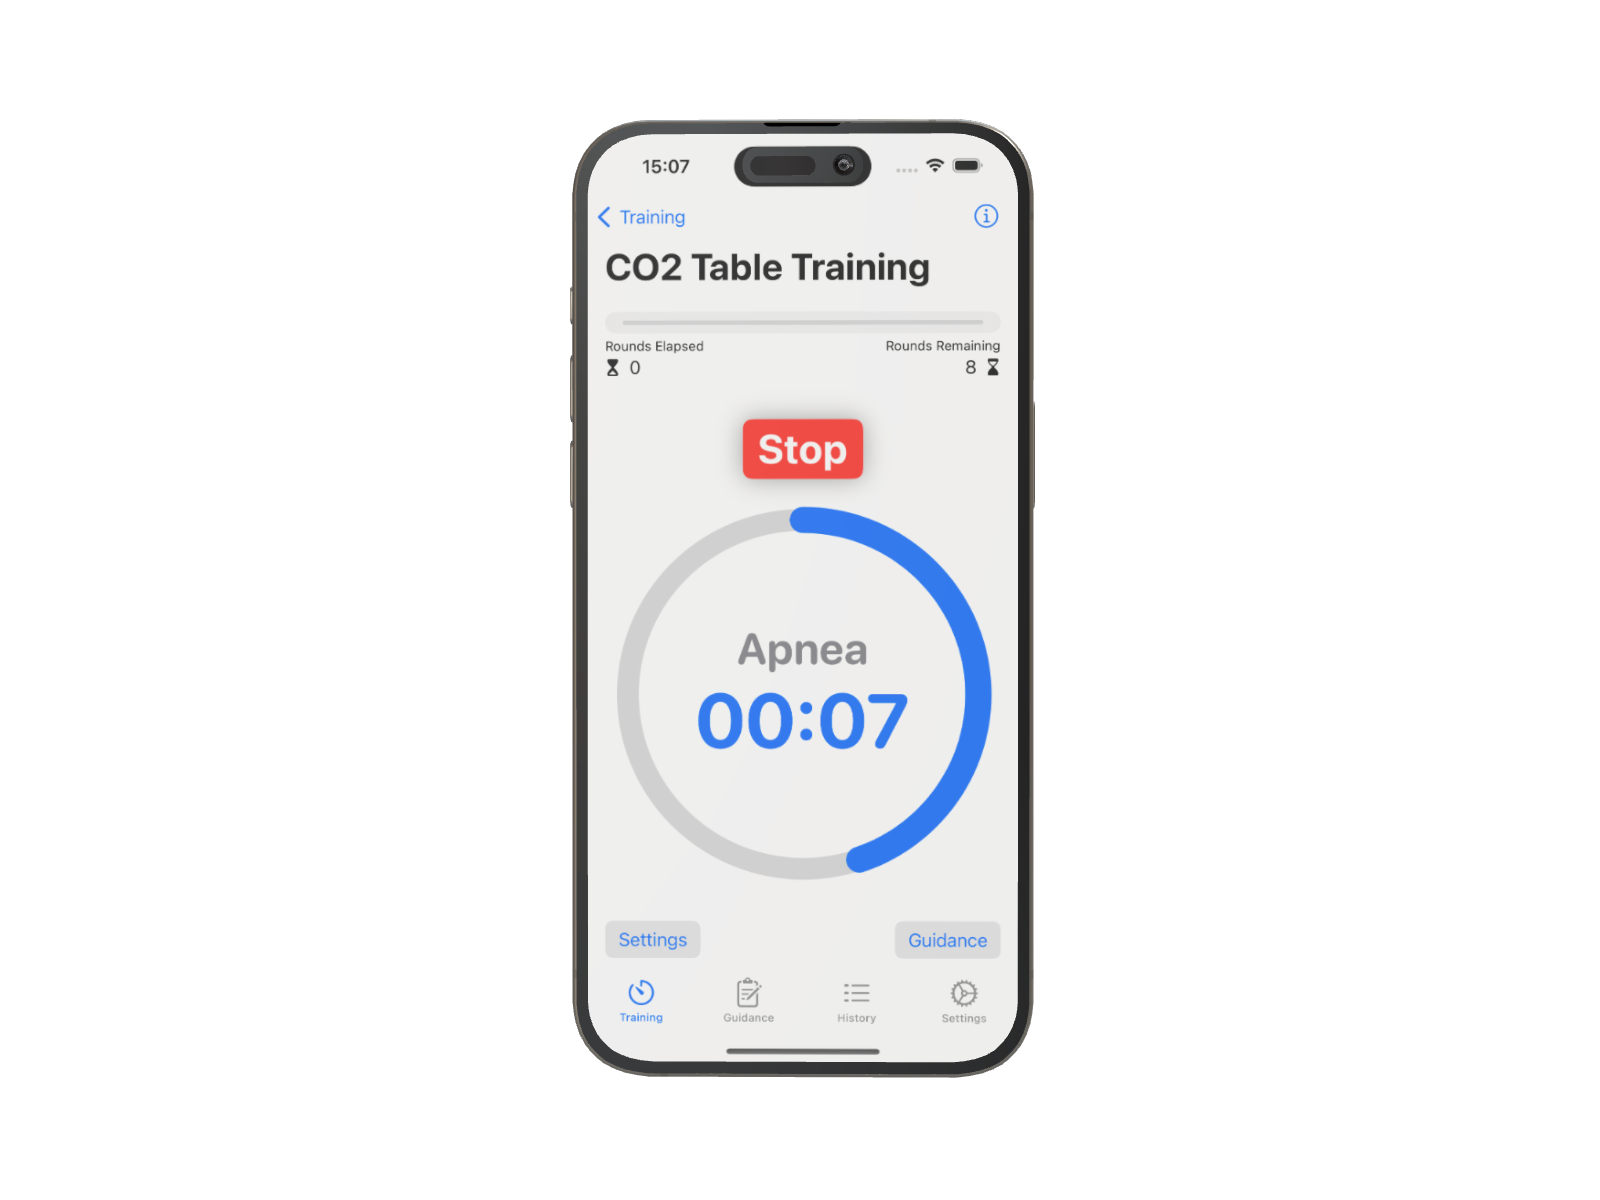 15:07
Training
CO2 Table Training
Rounds Elapsed
Rounds Remaining
0
8
Stop
Apnea
00:07
Settings
Guidance
Training
Guidance
History
Settings